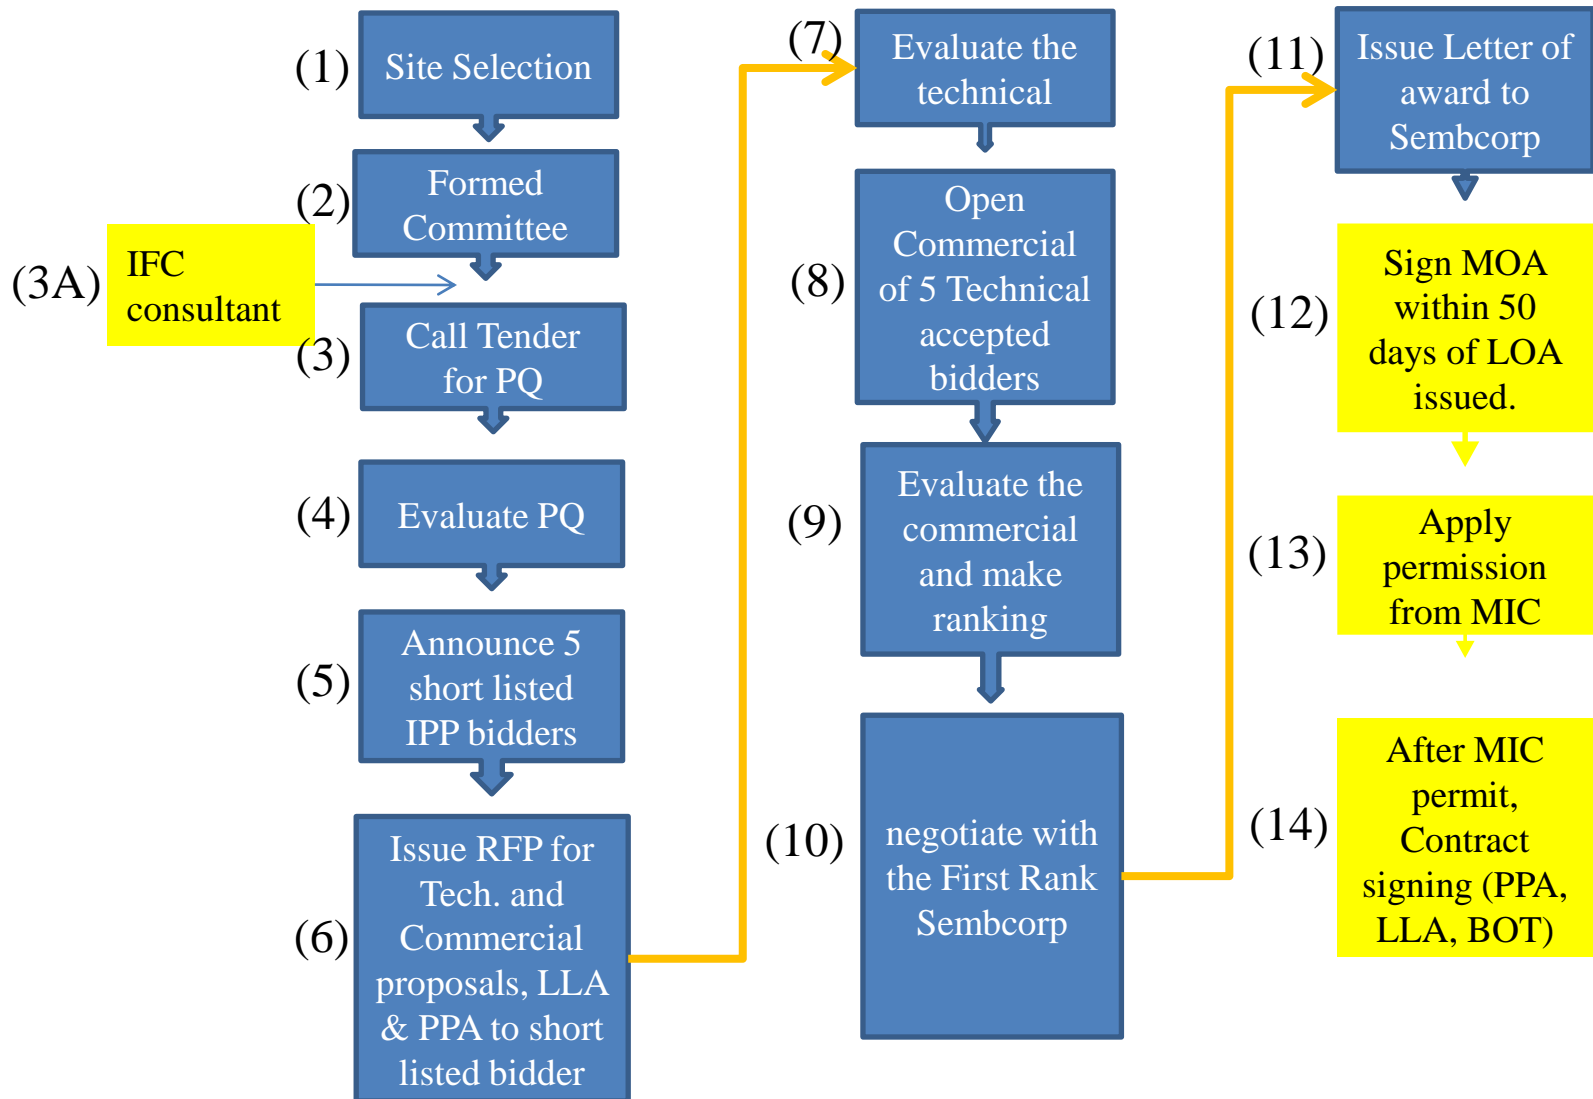 (1)
Site Selection
(2)
Formed
Committee
(3A)
IFC
consultant
(3)
Call Tender
for PQ
(4)
Evaluate PQ
(5)
Announce 5
short listed
IPP bidders
(6)
Issue RFP for
Tech. and
Commercial
proposals, LLA
& PPA to short
listed bidder
(7)
Evaluate the
technical
(8)
Open
Commercial
of 5 Technical
accepted
bidders
(9)
Evaluate the
commercial
and make
ranking
(10)
negotiate with
the First Rank
Sembcorp
(11)
Issue Letter of
award to
Sembcorp
(12)
Sign MOA
within 50
days of LOA
issued.
(13)
Apply
permission
from MIC
(14)
After MIC
permit,
Contract
signing (PPA,
LLA, BOT)